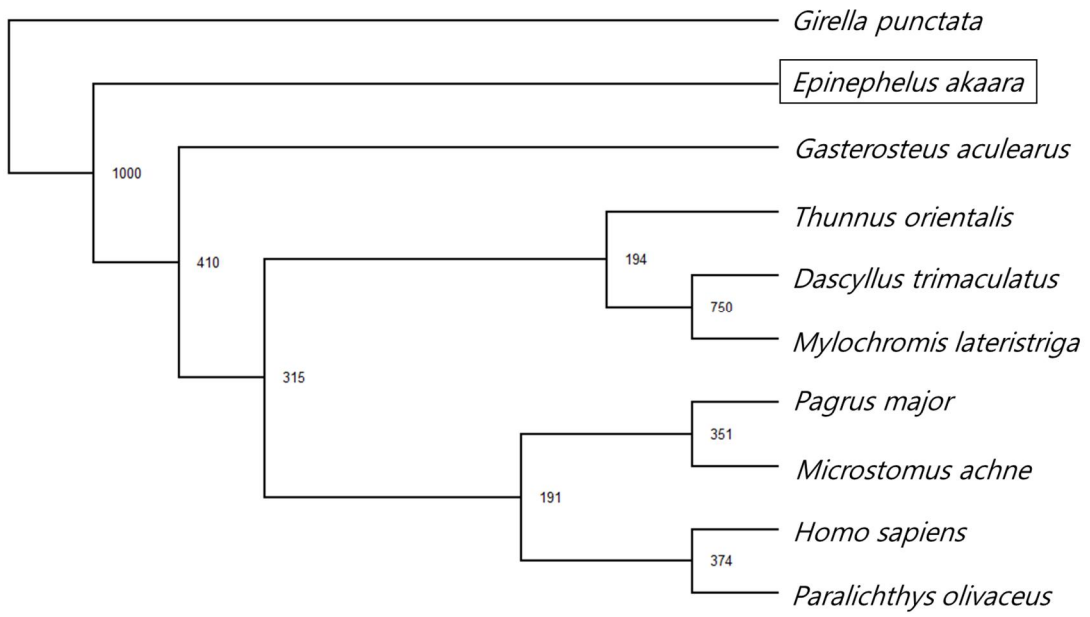 Girella punctata
Epinephelus akaara
1000
Gasterosteus aculearus
Thunnus orientalis
410
194
Dascyllus trimaculatus
750
Mylochromis lateristriga
315
Pagrus major
351
Microstomus achne
191
Homo sapiens
374
Paralichthys olivaceus